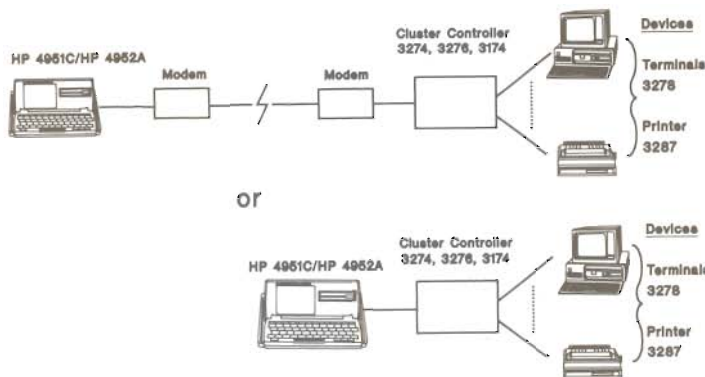 Cluster Controller
3274, 3276, 3174
Devices
HP 4951C/HP 4952A
Modem
Modem
Terminals
3278
Printer
3287
or
Cluster Controller
3274, 3276, 3174
Devices
HP 4951C/HP 4952A
Terminals
3278
Printer
3287